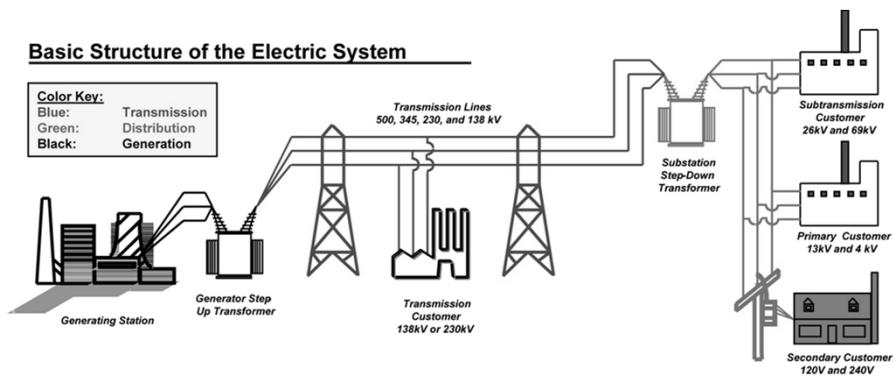 Basic Structure of the Electric System
Color Key:
Blue: Transmission
Green: Distribution
Black: Generation
Transmission Lines
500, 345, 230, and 138 kV
Subtransmission
Customer
26kV and 69kV
Substation
Step-Down
Transformer
Primary Customer
13kV and 4 kV
Generating Station
Generator Step
Up Transformer
Transmission
Customer
138kV or 230kV
Secondary Customer
120V and 240V